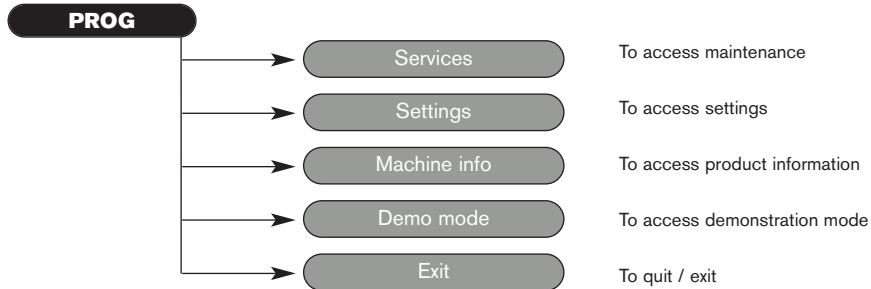 PROG
Services To access maintenance
Settings To access settings
Machine info To access product information
Demo mode To access demonstration mode
Exit To quit / exit